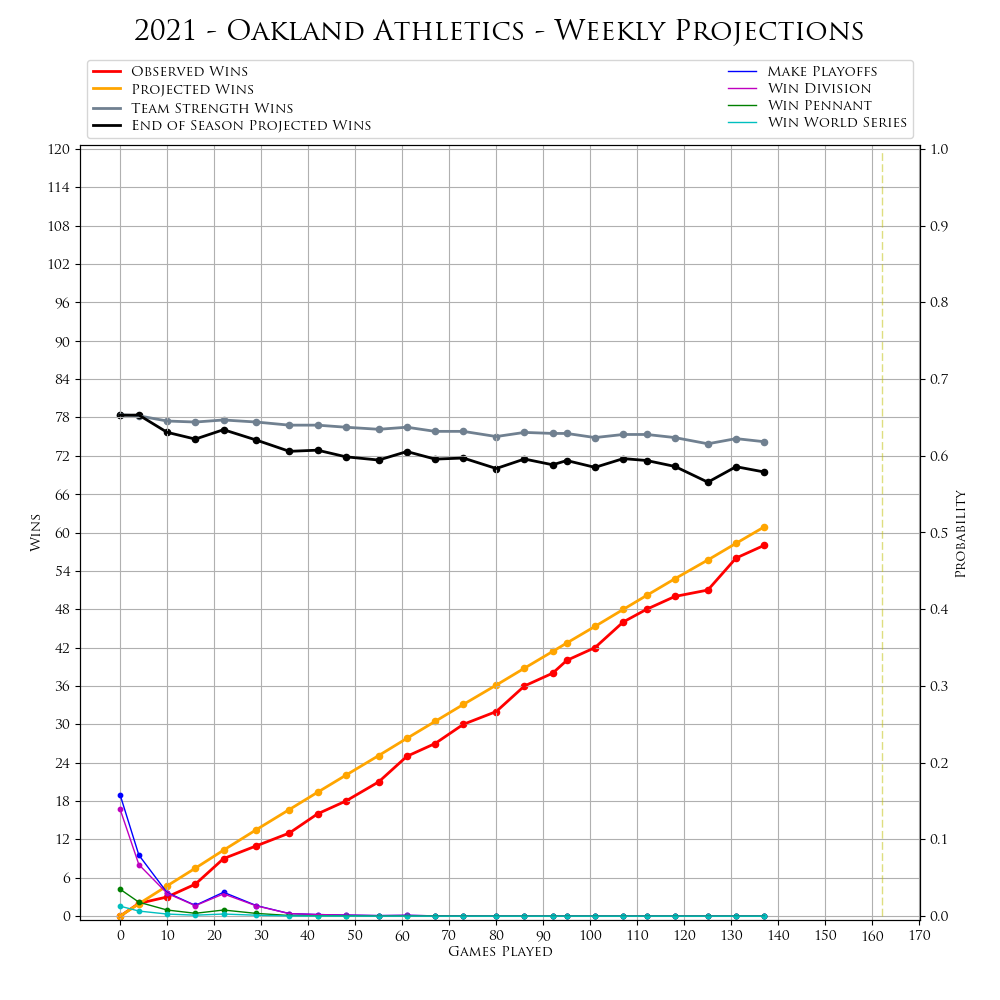 2021 - Oakland Athletics - Weekly Projections
Observed Wins
Projected Wins
Team Strength Wins
End of Season Projected Wins
Make Playoffs
Win Division
Win Pennant
Win World Series
120
114
108
102
96
90
84
78
72
66
60
54
48
42
36
30
24
18
12
6
0
Wins
1.0
0.9
0.8
0.7
0.6
0.5
0.4
0.3
0.2
0.1
0.0
Probability
0 10 20 30 40 50 60 70 80 90 100 110 120 130 140 150 160 170
Games Played